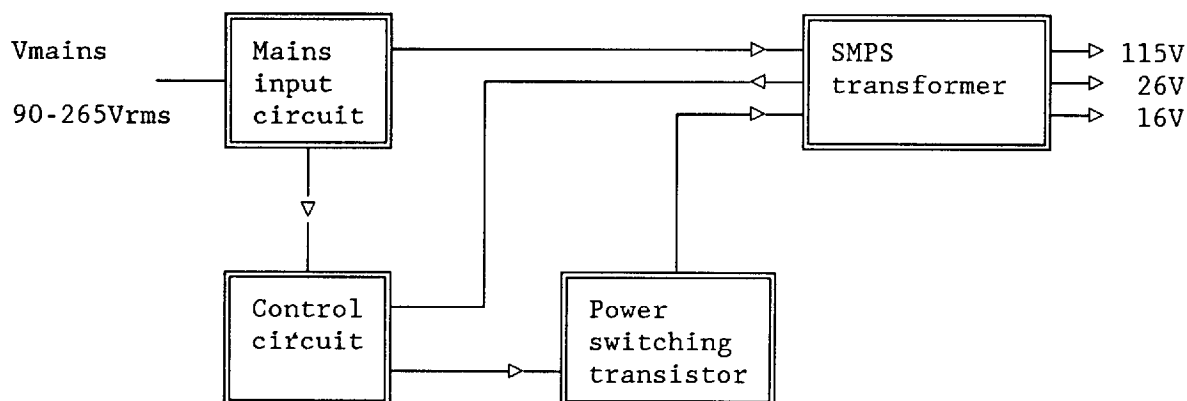 Vmains
90-265Vrms
Mains
input
circuit
SMPS
transformer
115V
26V
16V
Control
circuit
Power
switching
transistor